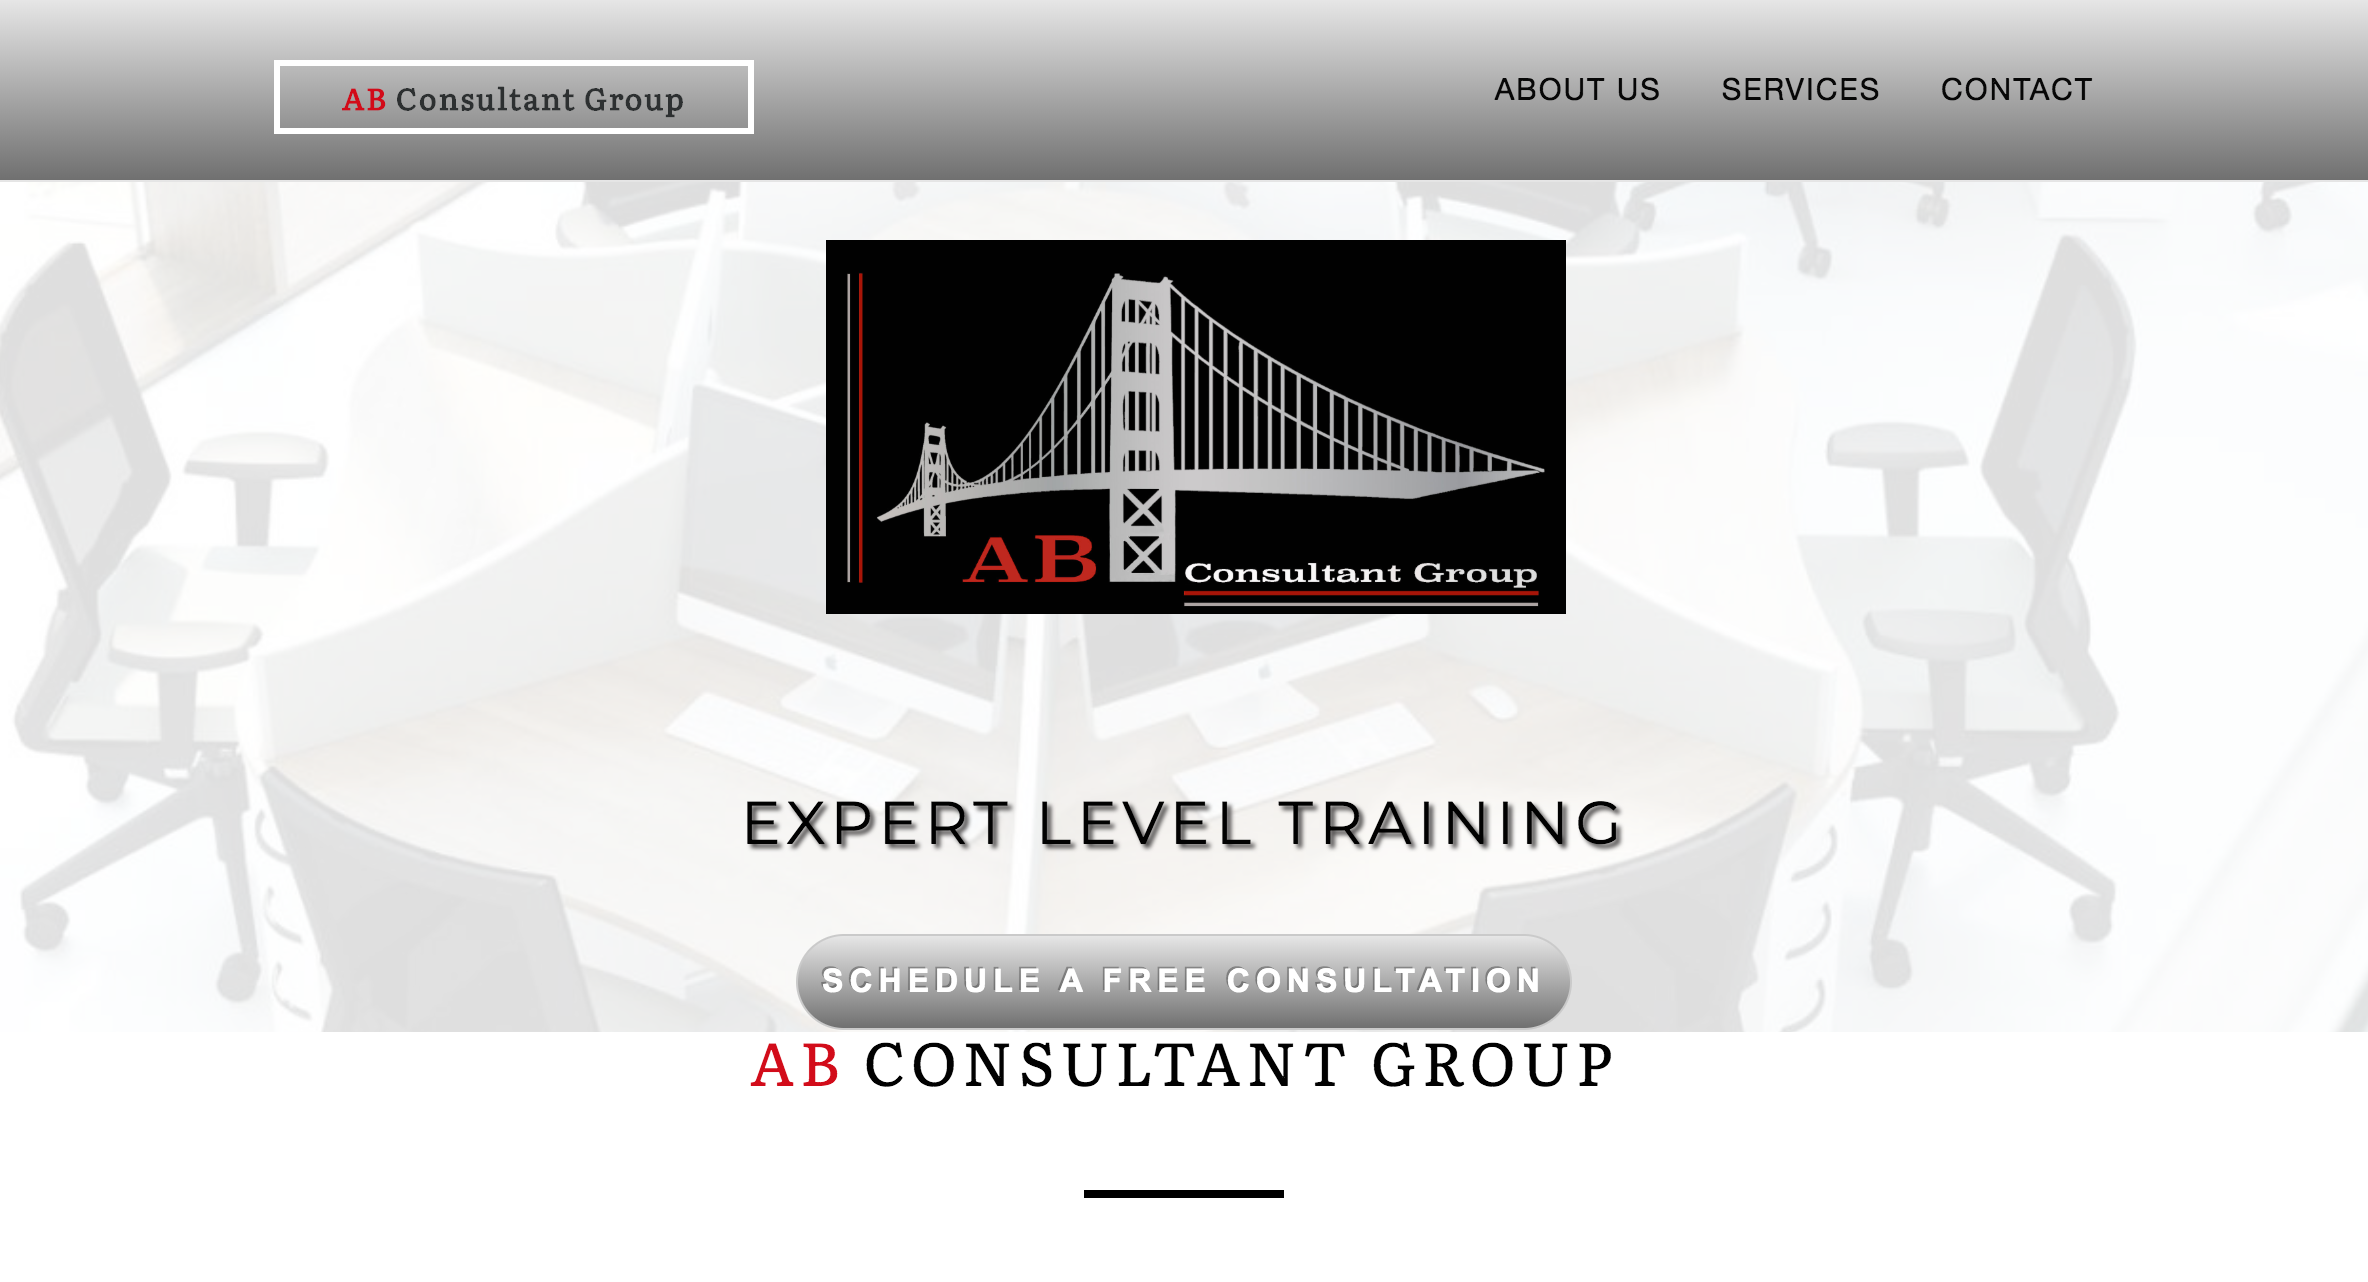 AB Consultant Group
ABOUT US SERVICES CONTACT
AB Consultant Group
EXPERT LEVEL TRAINING
SCHEDULE A FREE CONSULTATION
AB CONSULTANT GROUP